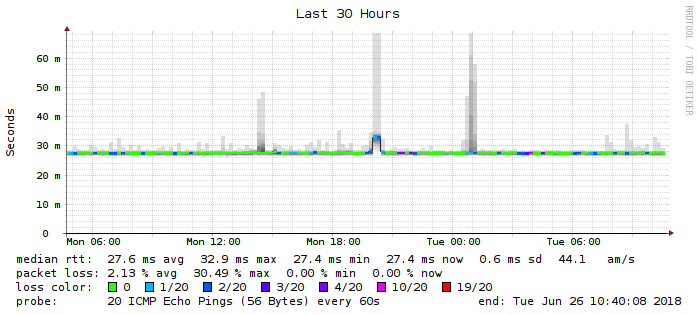 Last 30 Hours
RRDTOOL / TOBI OETIKER
Seconds
60 m
50 m
40 m
30 m
20 m
10 m
0
Mon 06:00 Mon 12:00 Mon 18:00 Tue 00:00 Tue 06:00
median rtt: 27.6 ms avg 32.9 ms max 27.4 ms min 27.4 ms now 0.6 ms sd 44.1 am/s
packet loss: 2.13 % avg 30.49 % max 0.00 % min 0.00 % now
loss color: 0 1/20 2/20 3/20 4/20 10/20 19/20
probe: 20 ICMP Echo Pings (56 Bytes) every 60s end: Tue Jun 26 10:40:08 2018